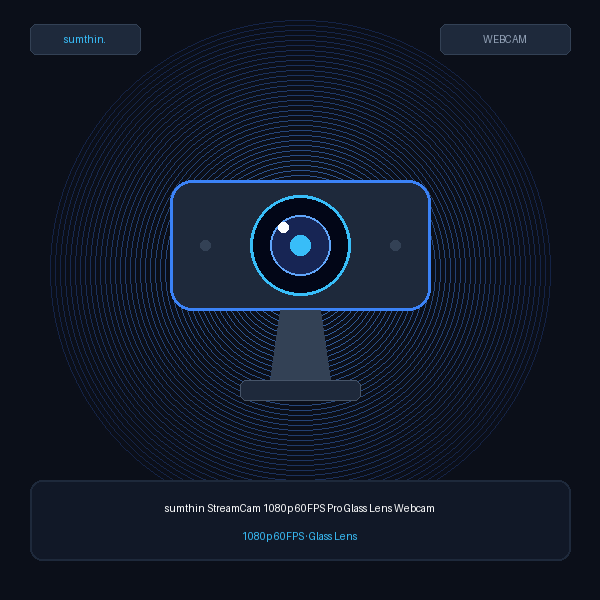 sumthin.
WEBCAM
sumthin StreamCam 1080p 60FPS Pro Glass Lens Webcam
1080p 60FPS · Glass Lens